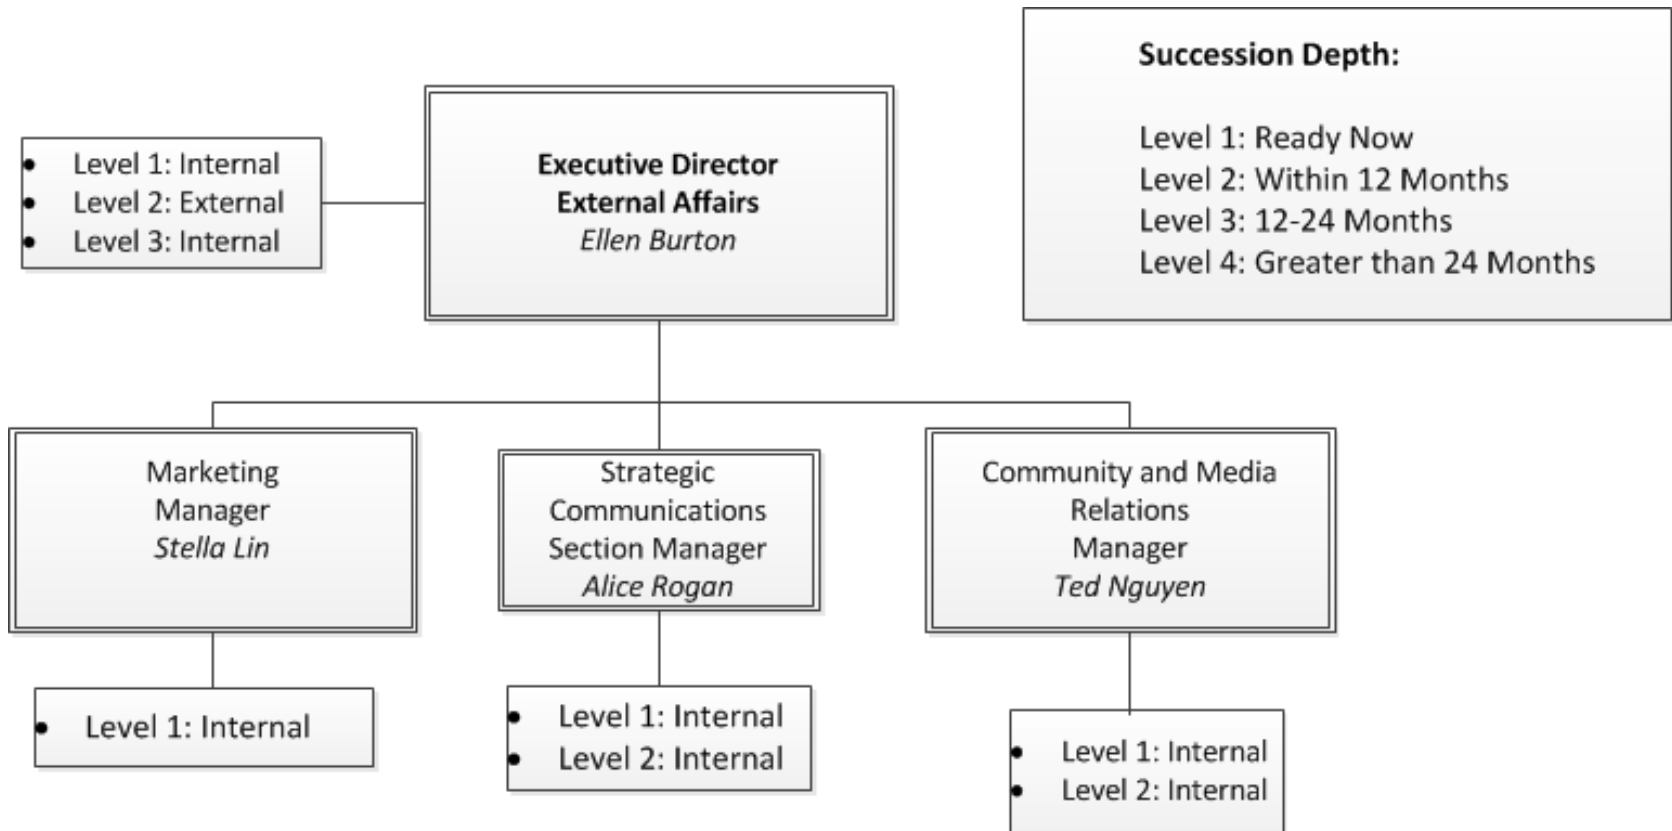 Succession Depth:
Level 1: Ready Now
Level 2: Within 12 Months
Level 3: 12-24 Months
Level 4: Greater than 24 Months
• Level 1: Internal
• Level 2: External
• Level 3: Internal
Executive Director
External Affairs
Ellen Burton
Marketing
Manager
Stella Lin
• Level 1: Internal
Strategic
Communications
Section Manager
Alice Rogan
• Level 1: Internal
• Level 2: Internal
Community and Media
Relations
Manager
Ted Nguyen
• Level 1: Internal
• Level 2: Internal